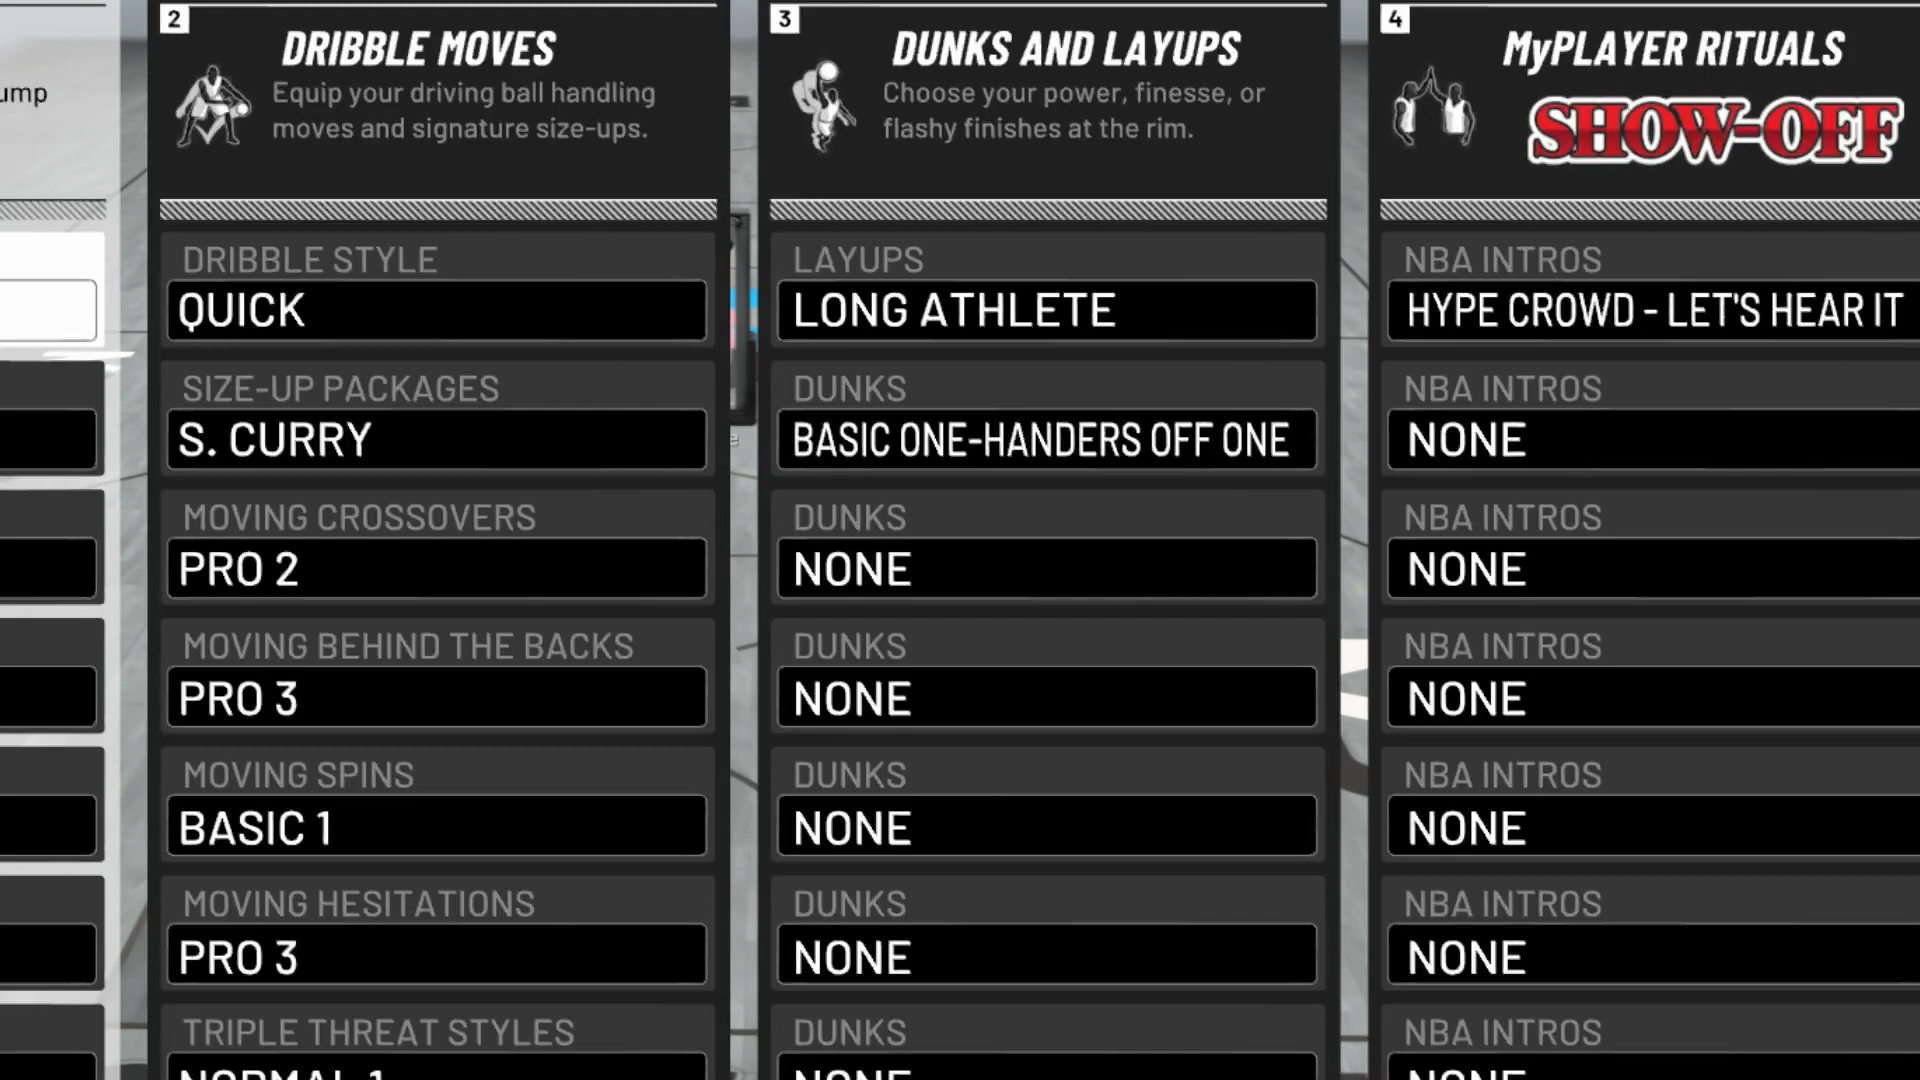 ump
2
DRIBBLE MOVES
Equip your driving ball handling
moves and signature size-ups.
DRIBBLE STYLE
QUICK
SIZE-UP PACKAGES
S. CURRY
MOVING CROSSOVERS
PRO 2
MOVING BEHIND THE BACKS
PRO 3
MOVING SPINS
BASIC 1
MOVING HESITATIONS
PRO 3
TRIPLE THREAT STYLES
NORMAL 1
3
DUNKS AND LAYUPS
Choose your power, finesse, or
flashy finishes at the rim.
LAYUPS
LONG ATHLETE
DUNKS
BASIC ONE-HANDERS OFF ONE
DUNKS
NONE
DUNKS
NONE
DUNKS
NONE
DUNKS
NONE
DUNKS
NONE
4
MyPLAYER RITUALS
SHOW-OFF
NBA INTROS
HYPE CROWD - LET'S HEAR IT
NBA INTROS
NONE
NBA INTROS
NONE
NBA INTROS
NONE
NBA INTROS
NONE
NBA INTROS
NONE
NBA INTROS
NONE